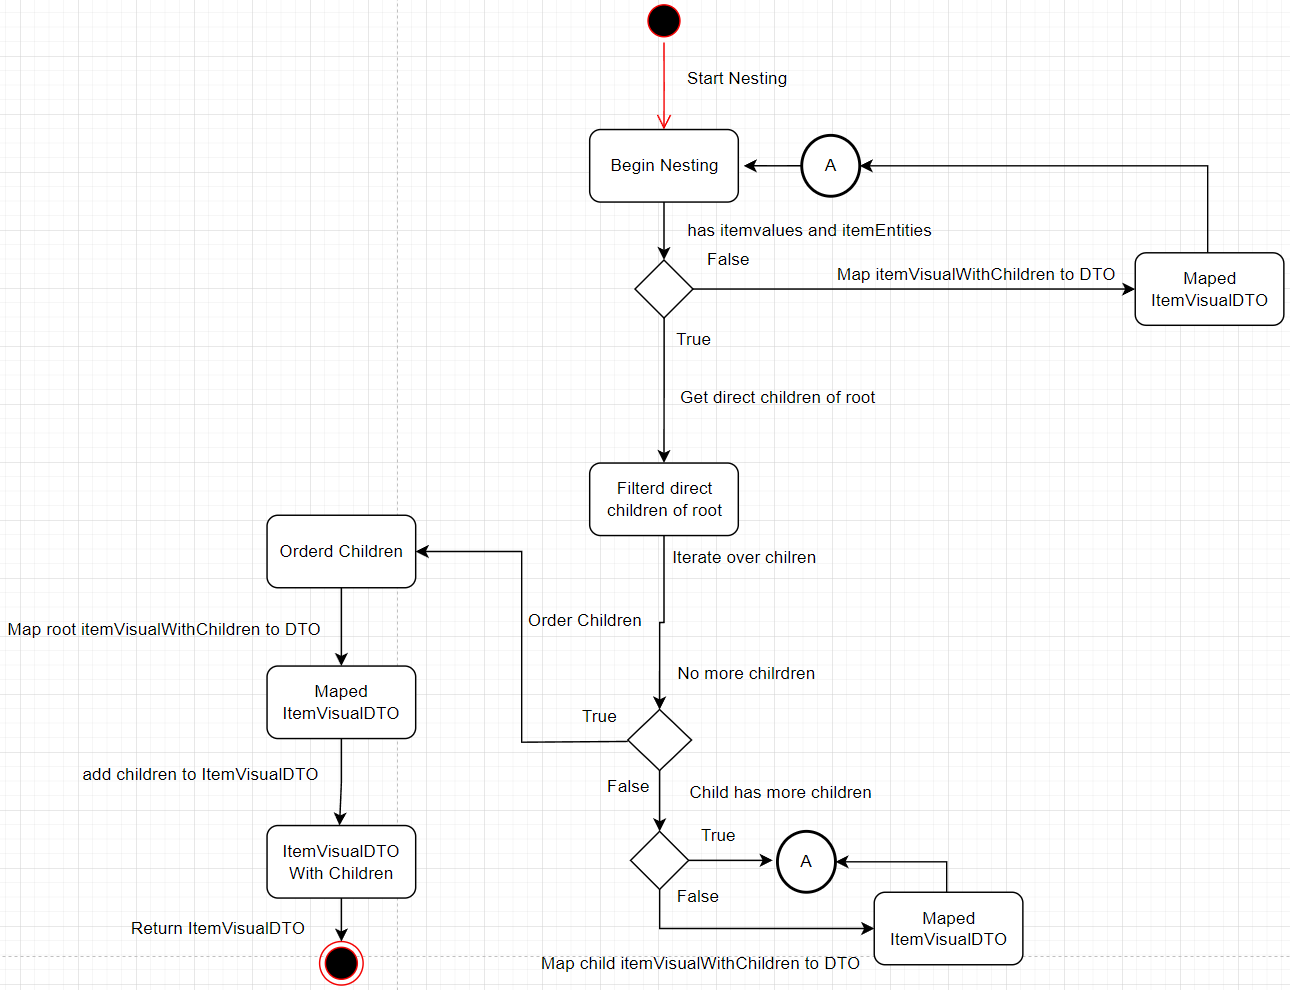 Start Nesting
Begin Nesting
A
has itemvalues and itemEntities
False
Map itemVisualWithChildren to DTO
Maped
ItemVisualDTO
True
Get direct children of root
Filterd direct
children of root
Iterate over chilren
Orderd Children
Order Children
Map root itemVisualWithChildren to DTO
No more chilrdren
Maped
ItemVisualDTO
True
add children to ItemVisualDTO
False
Child has more children
True
ItemVisualDTO
With Children
A
False
Maped
ItemVisualDTO
Return ItemVisualDTO
Map child itemVisualWithChildren to DTO